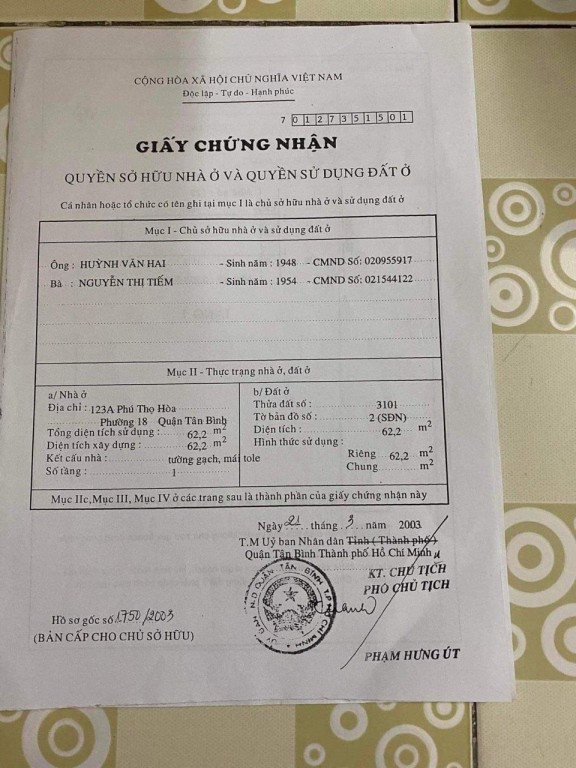 CỘNG HÒA XÃ HỘI CHỦ NGHĨA VIỆT NAM
Độc lập - Tự do - Hạnh phúc
7 0 1 2 7 3 5 1 5 0 1
GIẤY CHỨNG NHẬN
QUYỀN SỞ HỮU NHÀ Ở VÀ QUYỀN SỬ DỤNG ĐẤT Ở
Cá nhân hoặc tổ chức có tên ghi tại mục I là chủ sở hữu nhà ở và sử dụng đất ở
Mục I - Chủ sở hữu nhà ở và sử dụng đất ở
Ông : HUỲNH VĂN HAI - Sinh năm : 1948 - CMND Số: 020955917
Bà : NGUYỄN THỊ TIẾM - Sinh năm : 1954 - CMND Số: 021544122
Mục II - Thực trạng nhà ở, đất ở
a/ Nhà ở
Địa chỉ : 123A Phú Thọ Hòa
Phường 18 Quận Tân Bình
Tổng diện tích sử dụng : 62,2 m2
Diện tích xây dựng : 62,2 m2
Kết cấu nhà : tường gạch, mái tole
Số tầng : 1
b/ Đất ở
Thửa đất số : 3101
Tờ bản đồ số : 2 (SĐN)
Diện tích : 62,2 m2
Hình thức sử dụng :
Riêng 62,2 m2
Chung m2
Mục IIc, Mục III, Mục IV ở các trang sau là thành phần của giấy chứng nhận này
Ngày 21 tháng 3 năm 2003
T.M Uỷ ban Nhân dân Tỉnh ( Thành phố )
Quận Tân Bình Thành phố Hồ Chí Minh
KT. CHỦ TỊCH
PHÓ CHỦ TỊCH
Hồ sơ gốc số 1750/2003
(BẢN CẤP CHO CHỦ SỞ HỮU)
PHẠM HƯNG ÚT
ỦY BAN N.D QUẬN TÂN BÌNH T.P HỒ CHÍ MINH